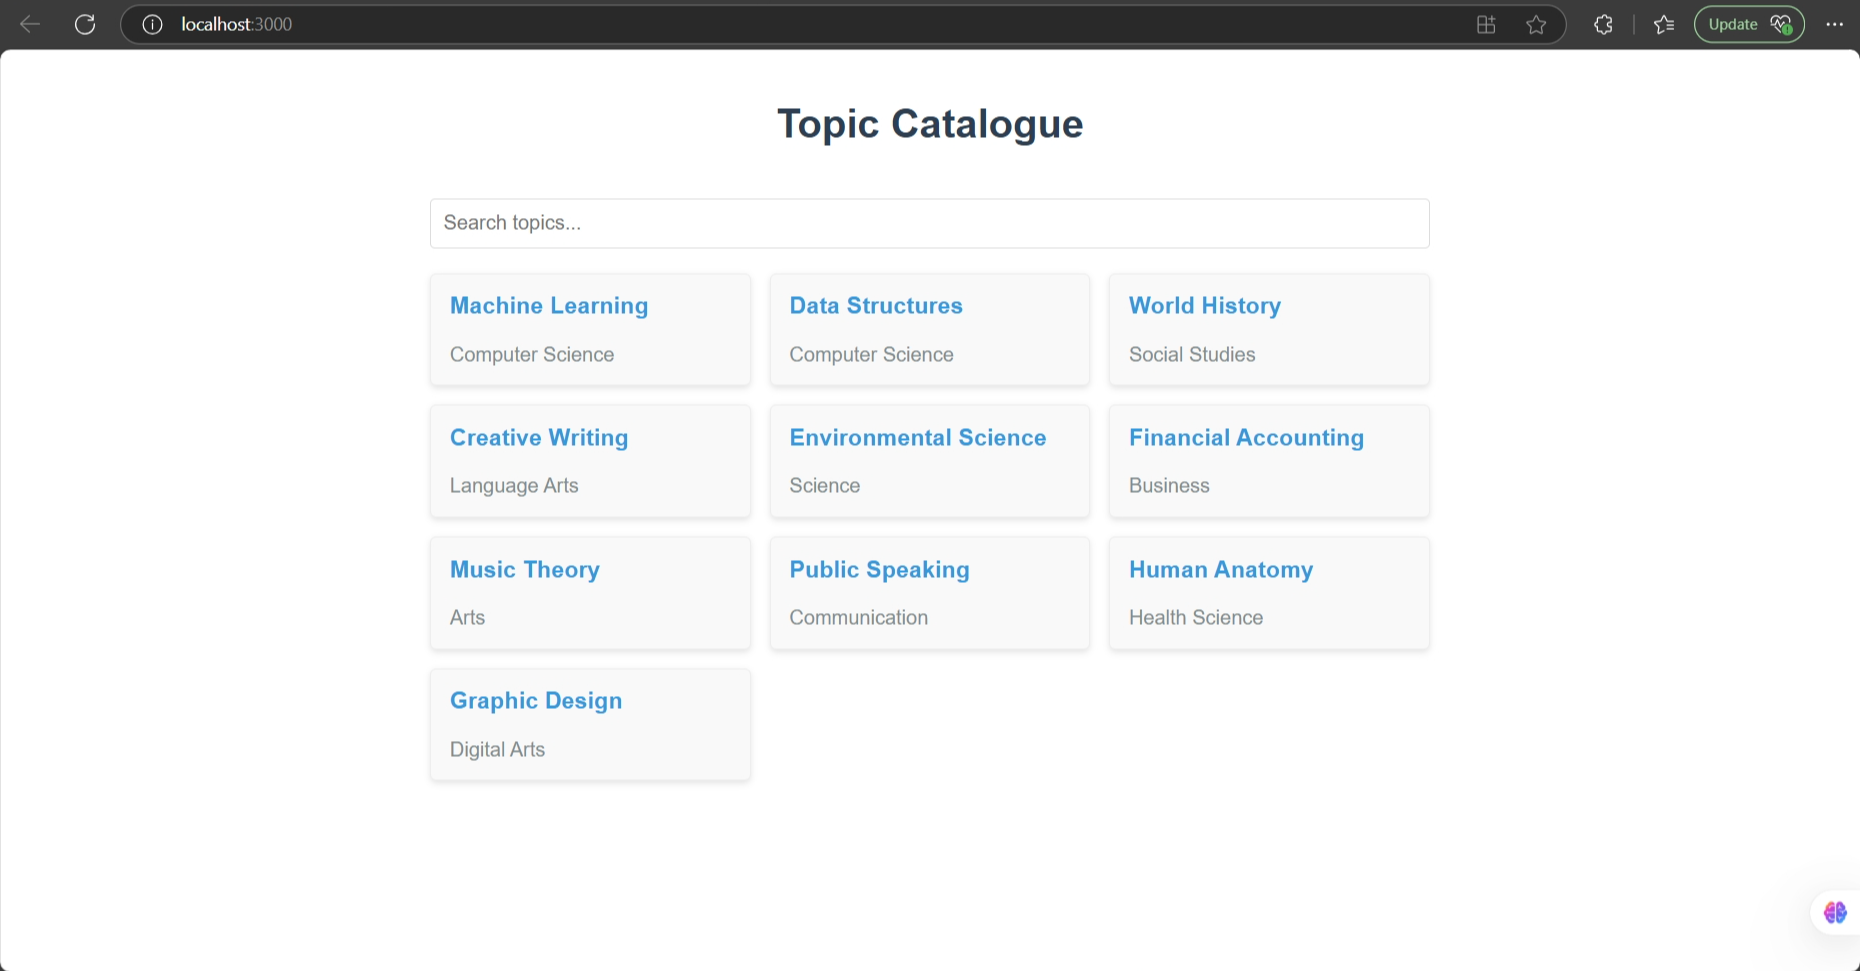 localhost:3000
Update
Topic Catalogue
Search topics...
Machine Learning
Computer Science
Data Structures
Computer Science
World History
Social Studies
Creative Writing
Language Arts
Environmental Science
Science
Financial Accounting
Business
Music Theory
Arts
Public Speaking
Communication
Human Anatomy
Health Science
Graphic Design
Digital Arts